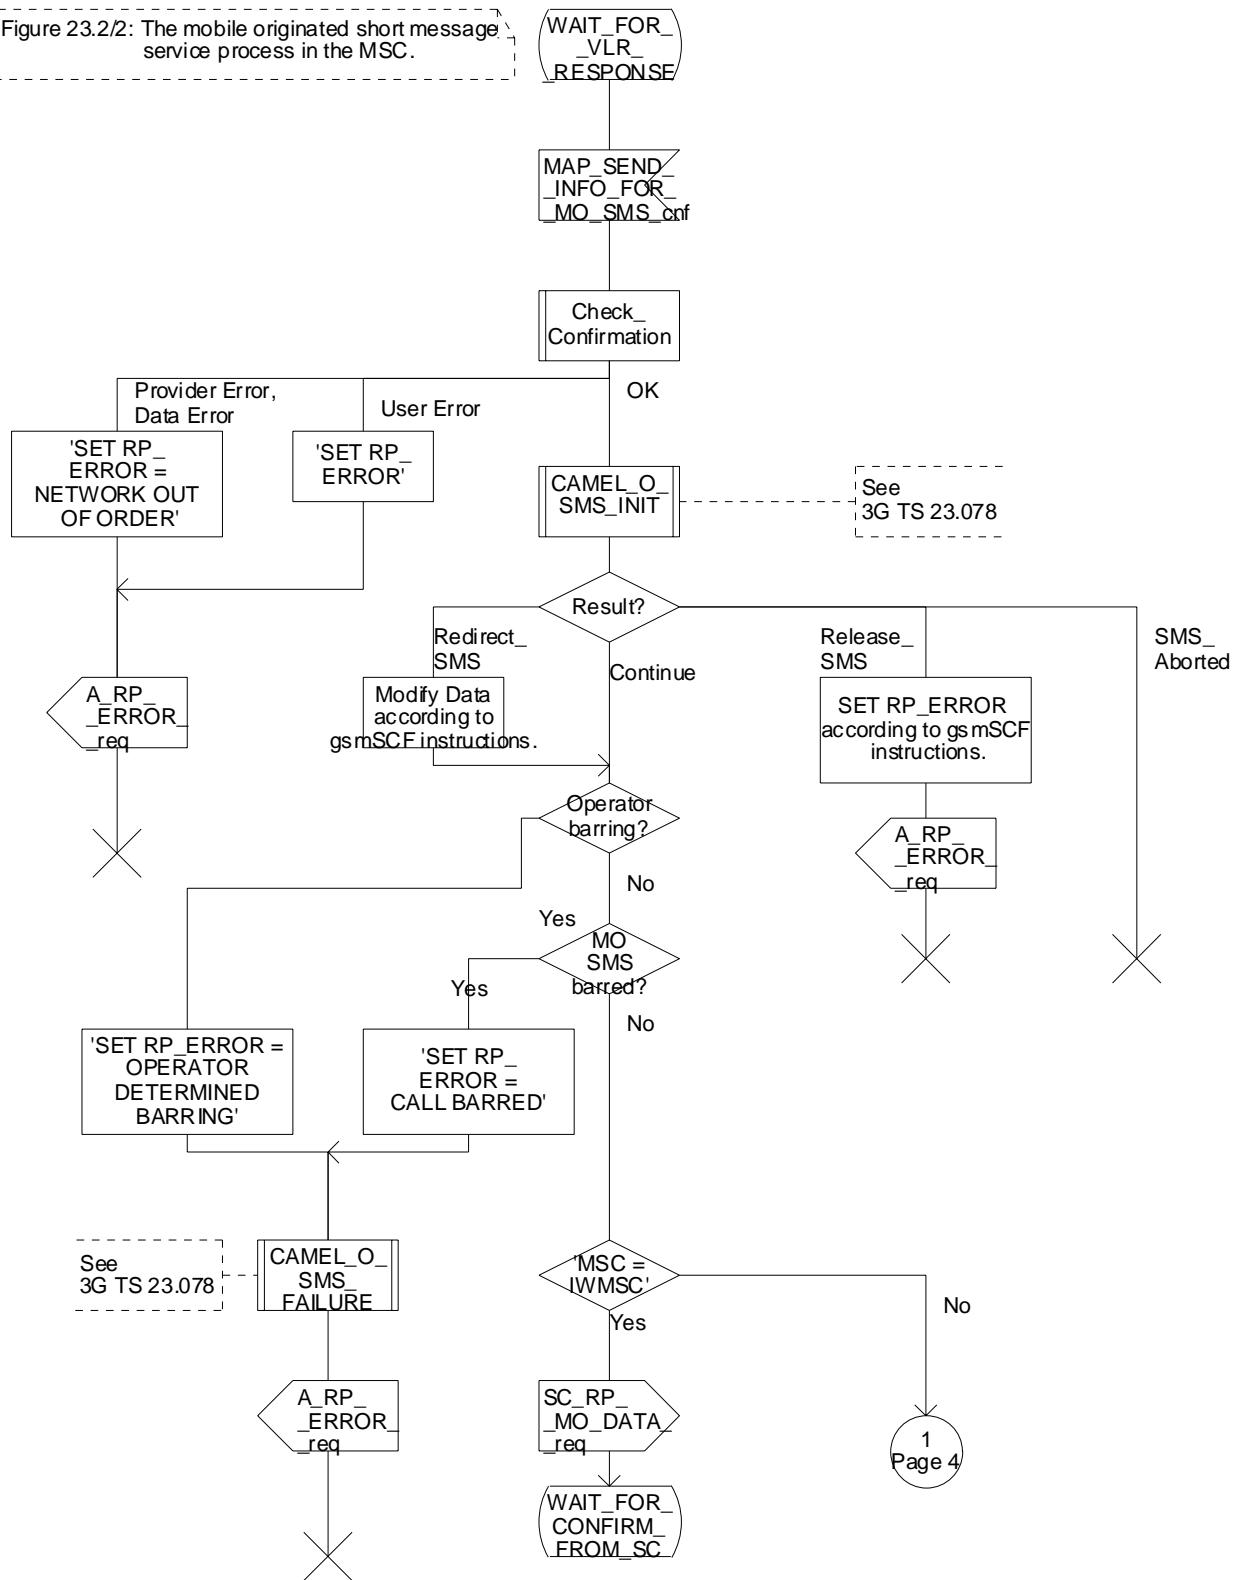 Figure 23.2/2: The mobile originated short message
service process in the MSC.
WAIT_FOR_
_VLR_
_RESPONSE
MAP_SEND_
_INFO_FOR_
_MO_SMS_cnf
Check_
Confirmation
Provider Error,
Data Error
User Error
OK
'SET RP_
ERROR =
NETWORK OUT
OF ORDER'
'SET RP_
ERROR'
CAMEL_O_
SMS_INIT
See
3G TS 23.078
Result?
Redirect_
SMS
Continue
Release_
SMS
SMS_
Aborted
A_RP_
_ERROR_
_req
Modify Data
according to
gsmSCF instructions.
SET RP_ERROR
according to gsmSCF
instructions.
Operator
barring?
A_RP_
_ERROR_
_req
No
Yes
MO
SMS
barred?
Yes
No
'SET RP_ERROR =
OPERATOR
DETERMINED
BARRING'
'SET RP_
ERROR =
CALL BARRED'
See
3G TS 23.078
CAMEL_O_
SMS_
FAILURE
'MSC =
IWMSC'
No
Yes
A_RP_
_ERROR_
_req
SC_RP_
_MO_DATA_
_req
1
Page 4
WAIT_FOR_
CONFIRM_
FROM_SC